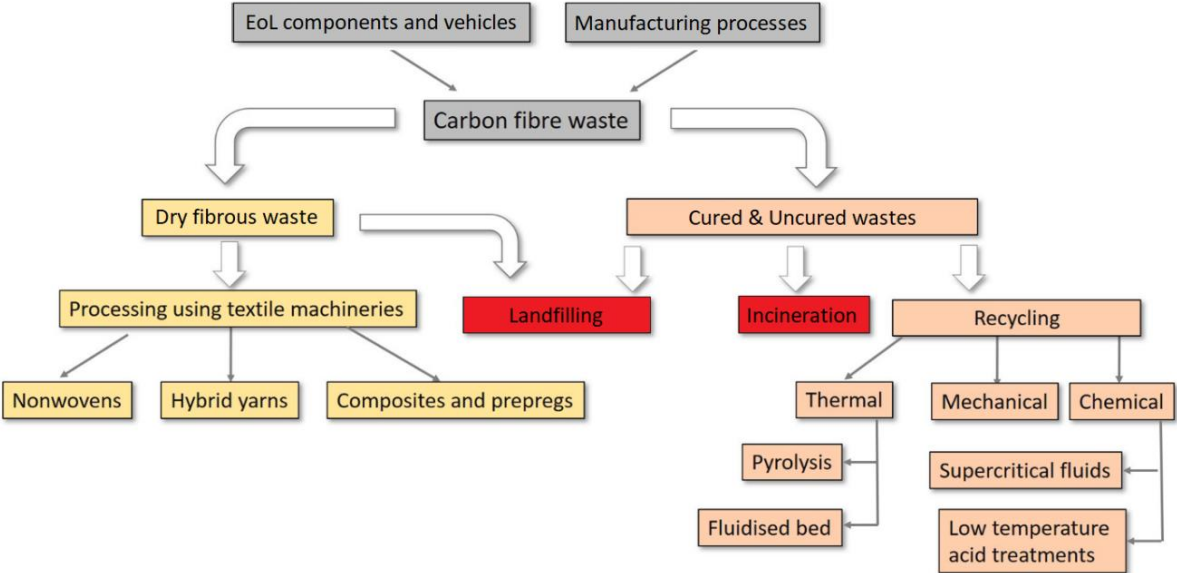 EoL components and vehicles
Manufacturing processes
Carbon fibre waste
Dry fibrous waste
Cured & Uncured wastes
Processing using textile machineries
Landfilling
Incineration
Recycling
Nonwovens
Hybrid yarns
Composites and prepregs
Thermal
Mechanical
Chemical
Pyrolysis
Supercritical fluids
Fluidised bed
Low temperature
acid treatments